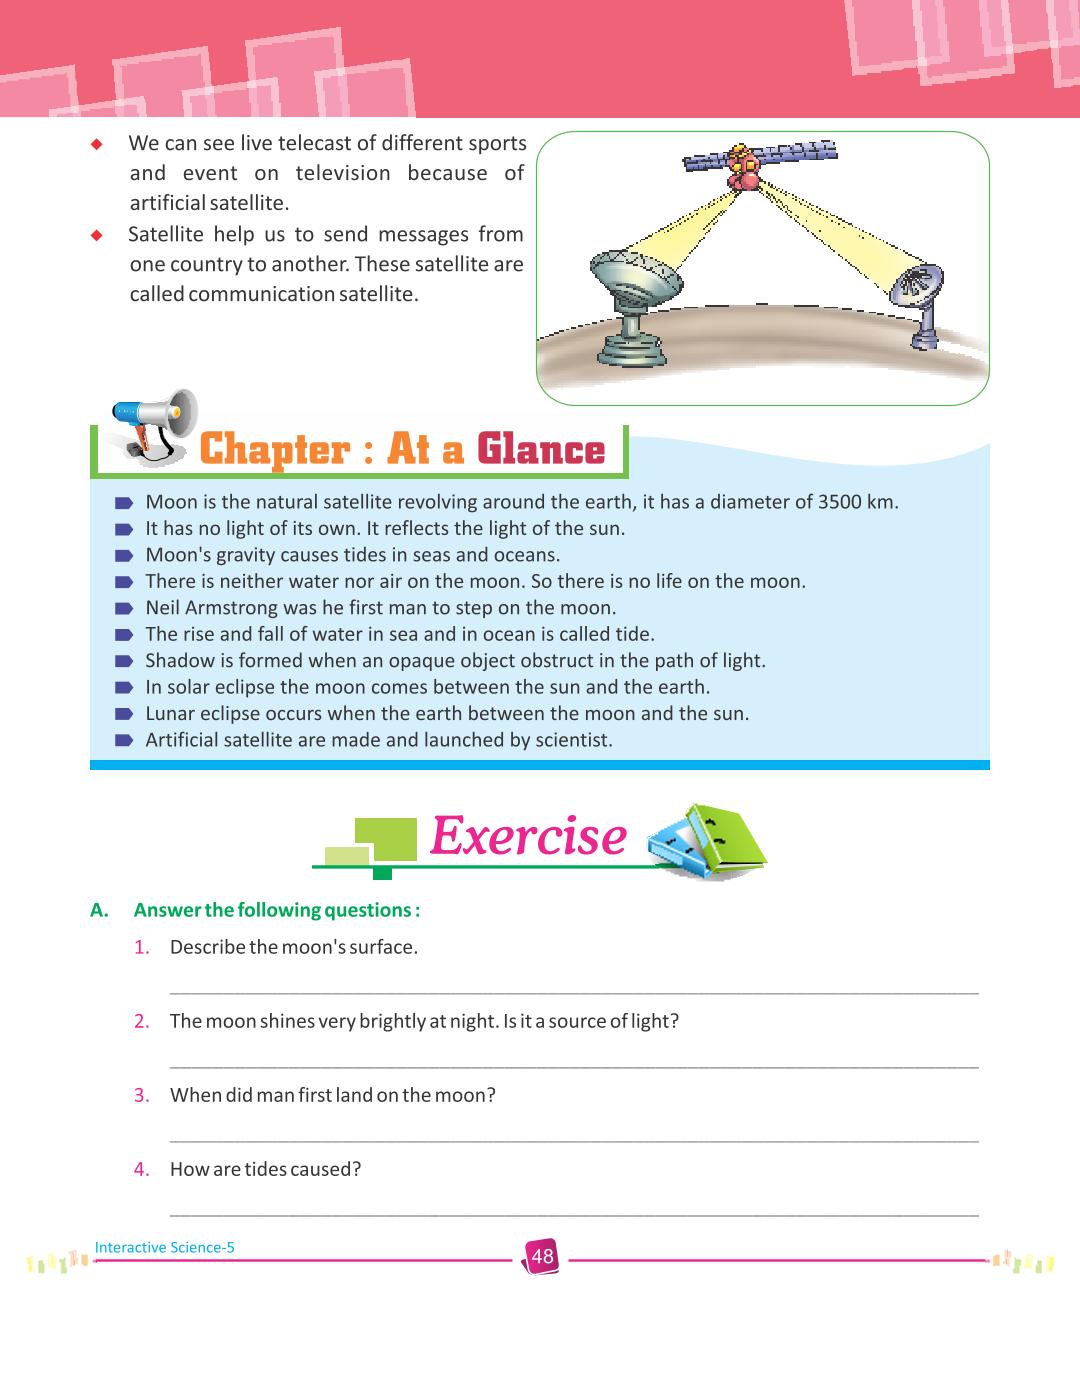 ◆ We can see live telecast of different sports
and event on television because of
artificial satellite.
◆ Satellite help us to send messages from
one country to another. These satellite are
called communication satellite.
Chapter : At a Glance
Moon is the natural satellite revolving around the earth, it has a diameter of 3500 km.
It has no light of its own. It reflects the light of the sun.
Moon's gravity causes tides in seas and oceans.
There is neither water nor air on the moon. So there is no life on the moon.
Neil Armstrong was he first man to step on the moon.
The rise and fall of water in sea and in ocean is called tide.
Shadow is formed when an opaque object obstruct in the path of light.
In solar eclipse the moon comes between the sun and the earth.
Lunar eclipse occurs when the earth between the moon and the sun.
Artificial satellite are made and launched by scientist.
Exercise
A. Answer the following questions :
1. Describe the moon's surface.
2. The moon shines very brightly at night. Is it a source of light?
3. When did man first land on the moon?
4. How are tides caused?
Interactive Science-5
48